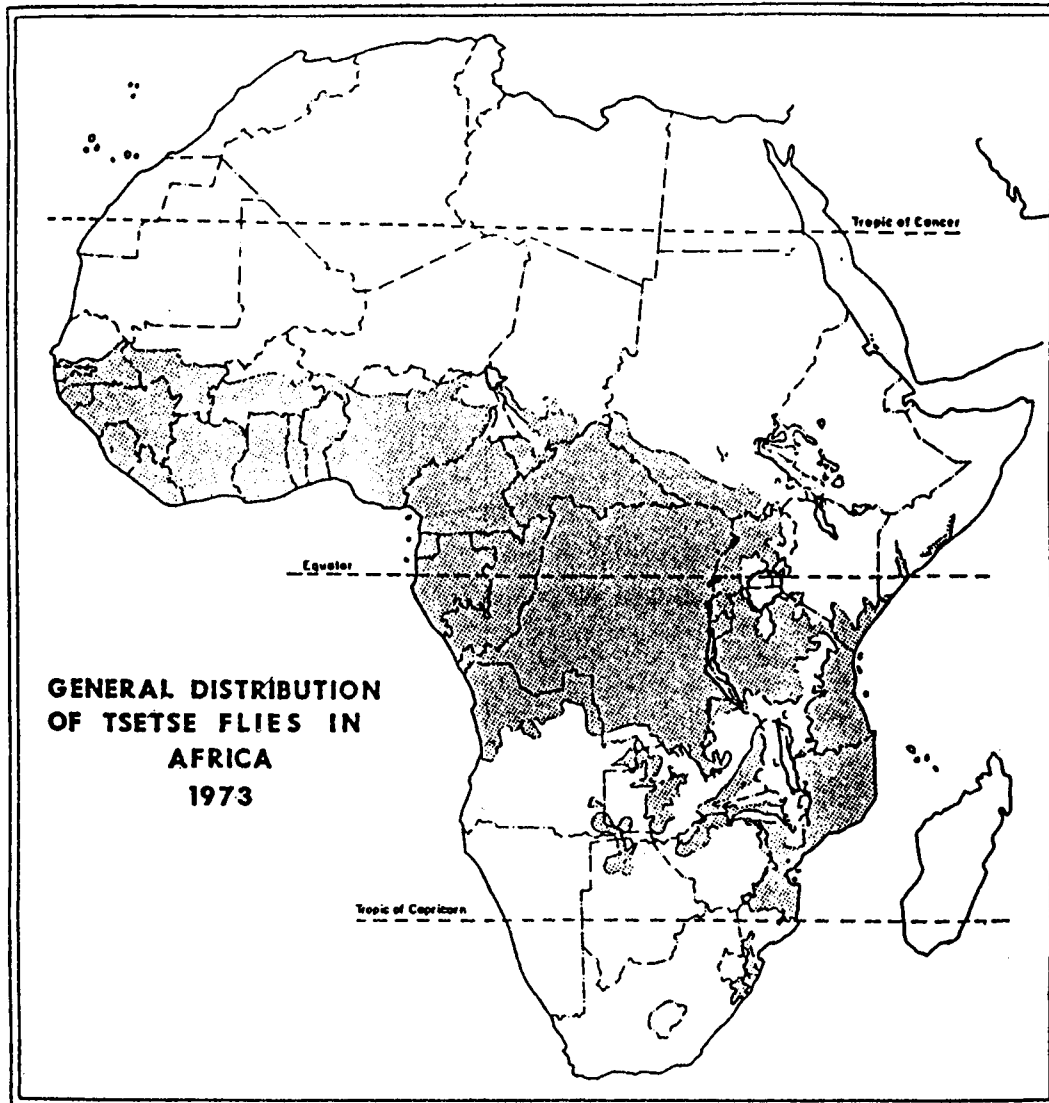 Tropic of Cancer
Equator
GENERAL DISTRIBUTION
OF TSETSE FLIES IN
AFRICA
1973
Tropic of Capricorn